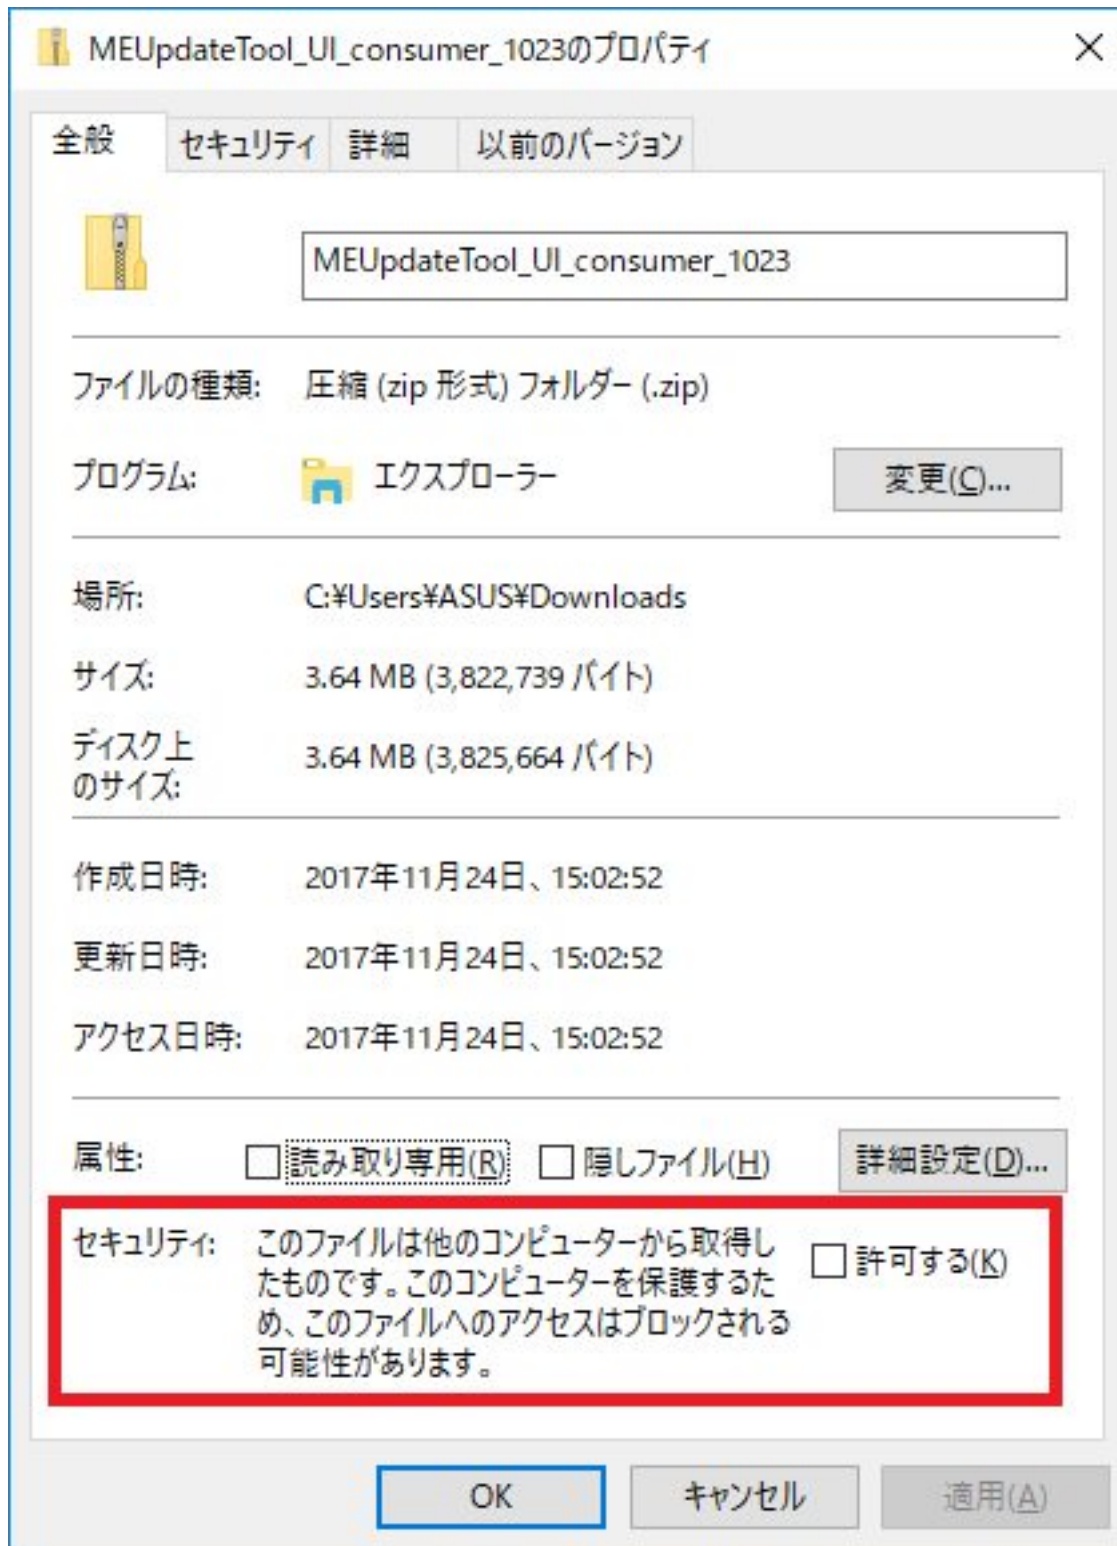 MEUpdateTool_UI_consumer_1023のプロパティ
全般 セキュリティ 詳細 以前のバージョン
MEUpdateTool_UI_consumer_1023
ファイルの種類: 圧縮 (zip 形式) フォルダー (.zip)
プログラム: エクスプローラー 変更(C)...
場所: C:¥Users¥ASUS¥Downloads
サイズ: 3.64 MB (3,822,739 バイト)
ディスク上
のサイズ: 3.64 MB (3,825,664 バイト)
作成日時: 2017年11月24日、15:02:52
更新日時: 2017年11月24日、15:02:52
アクセス日時: 2017年11月24日、15:02:52
属性: 読み取り専用(R) 隠しファイル(H) 詳細設定(D)...
セキュリティ: このファイルは他のコンピューターから取得し 許可する(K)
たものです。このコンピューターを保護するた
め、このファイルへのアクセスはブロックされる
可能性があります。
OK キャンセル 適用(A)